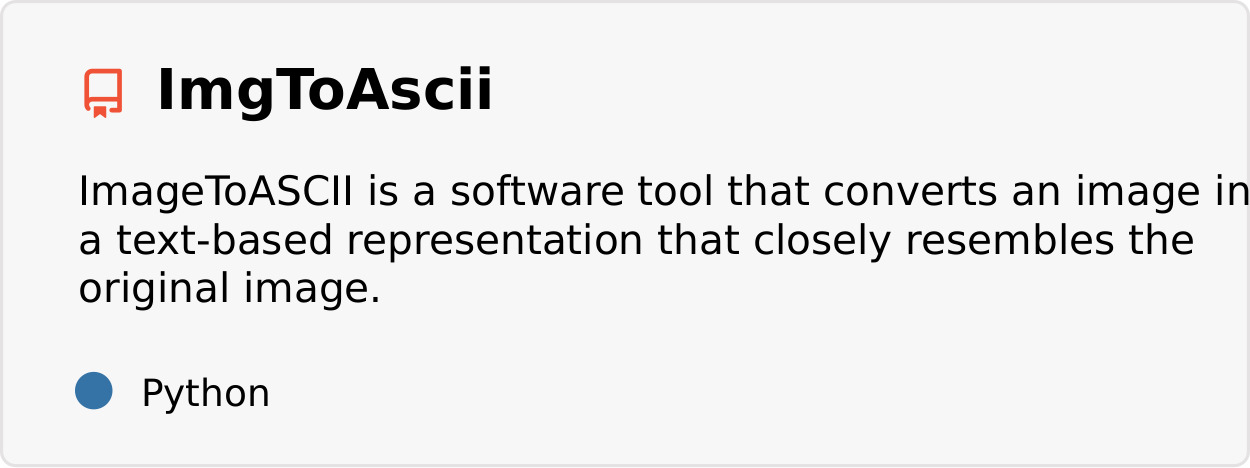 ImgToAscii
ImageToASCII is a software tool that converts an image in
a text-based representation that closely resembles the
original image.
Python